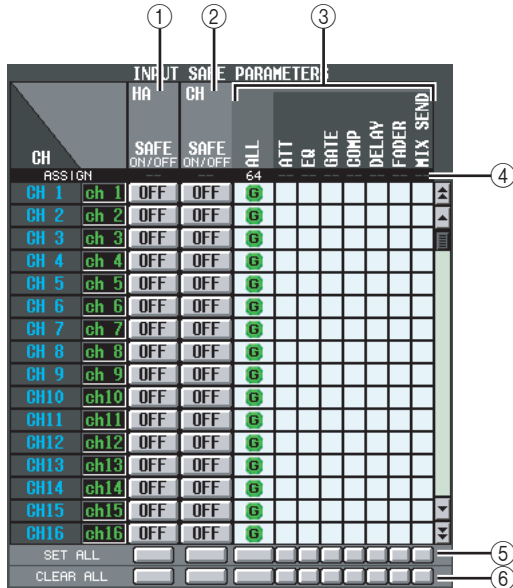 ① ② ③
INPUT SAFE PARAMETERS
HA CH
SAFE ON/OFF SAFE ON/OFF ALL ATT EQ GATE COMP DELAY FADER MIX SEND
CH
ASSIGN -- -- 64 -- -- -- -- -- -- -- ④
CH 1 ch 1 OFF OFF G
CH 2 ch 2 OFF OFF G
CH 3 ch 3 OFF OFF G
CH 4 ch 4 OFF OFF G
CH 5 ch 5 OFF OFF G
CH 6 ch 6 OFF OFF G
CH 7 ch 7 OFF OFF G
CH 8 ch 8 OFF OFF G
CH 9 ch 9 OFF OFF G
CH10 ch10 OFF OFF G
CH11 ch11 OFF OFF G
CH12 ch12 OFF OFF G
CH13 ch13 OFF OFF G
CH14 ch14 OFF OFF G
CH15 ch15 OFF OFF G
CH16 ch16 OFF OFF G
SET ALL ⑤
CLEAR ALL ⑥